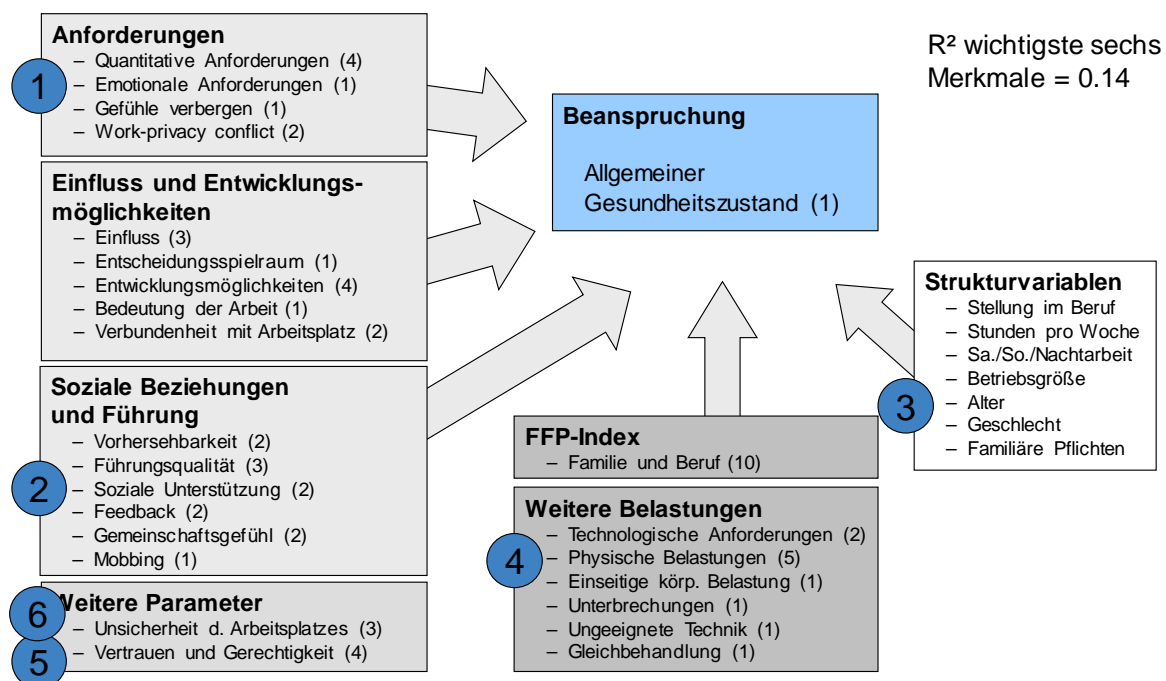 Anforderungen
– Quantitative Anforderungen (4)
– Emotionale Anforderungen (1)
– Gefühle verbergen (1)
– Work-privacy conflict (2)
1
Einfluss und Entwicklungs-
möglichkeiten
– Einfluss (3)
– Entscheidungsspielraum (1)
– Entwicklungsmöglichkeiten (4)
– Bedeutung der Arbeit (1)
– Verbundenheit mit Arbeitsplatz (2)
Soziale Beziehungen
und Führung
– Vorhersehbarkeit (2)
– Führungsqualität (3)
– Soziale Unterstützung (2)
– Feedback (2)
– Gemeinschaftsgefühl (2)
– Mobbing (1)
2
Weitere Parameter
– Unsicherheit d. Arbeitsplatzes (3)
– Vertrauen und Gerechtigkeit (4)
6
5
Beanspruchung
Allgemeiner
Gesundheitszustand (1)
R² wichtigste sechs
Merkmale = 0.14
FFP-Index
– Familie und Beruf (10)
Weitere Belastungen
– Technologische Anforderungen (2)
– Physische Belastungen (5)
– Einseitige körp. Belastung (1)
– Unterbrechungen (1)
– Ungeeignete Technik (1)
– Gleichbehandlung (1)
4
Strukturvariablen
– Stellung im Beruf
– Stunden pro Woche
– Sa./So./Nachtarbeit
– Betriebsgröße
– Alter
– Geschlecht
– Familiäre Pflichten
3